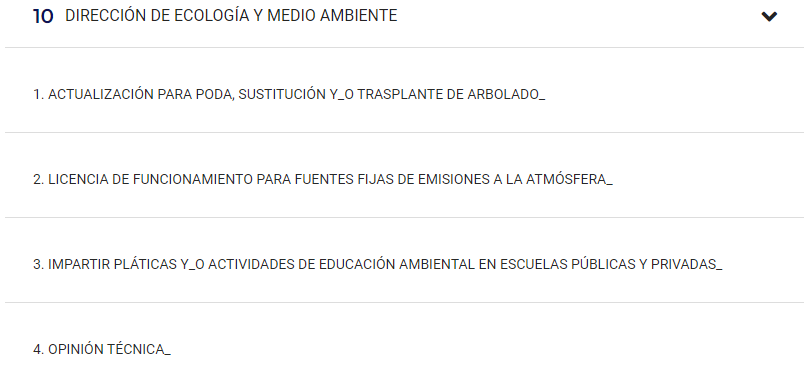 10 DIRECCIÓN DE ECOLOGÍA Y MEDIO AMBIENTE
1. ACTUALIZACIÓN PARA PODA, SUSTITUCIÓN Y_O TRASPLANTE DE ARBOLADO_
2. LICENCIA DE FUNCIONAMIENTO PARA FUENTES FIJAS DE EMISIONES A LA ATMÓSFERA_
3. IMPARTIR PLÁTICAS Y_O ACTIVIDADES DE EDUCACIÓN AMBIENTAL EN ESCUELAS PÚBLICAS Y PRIVADAS_
4. OPINIÓN TÉCNICA_